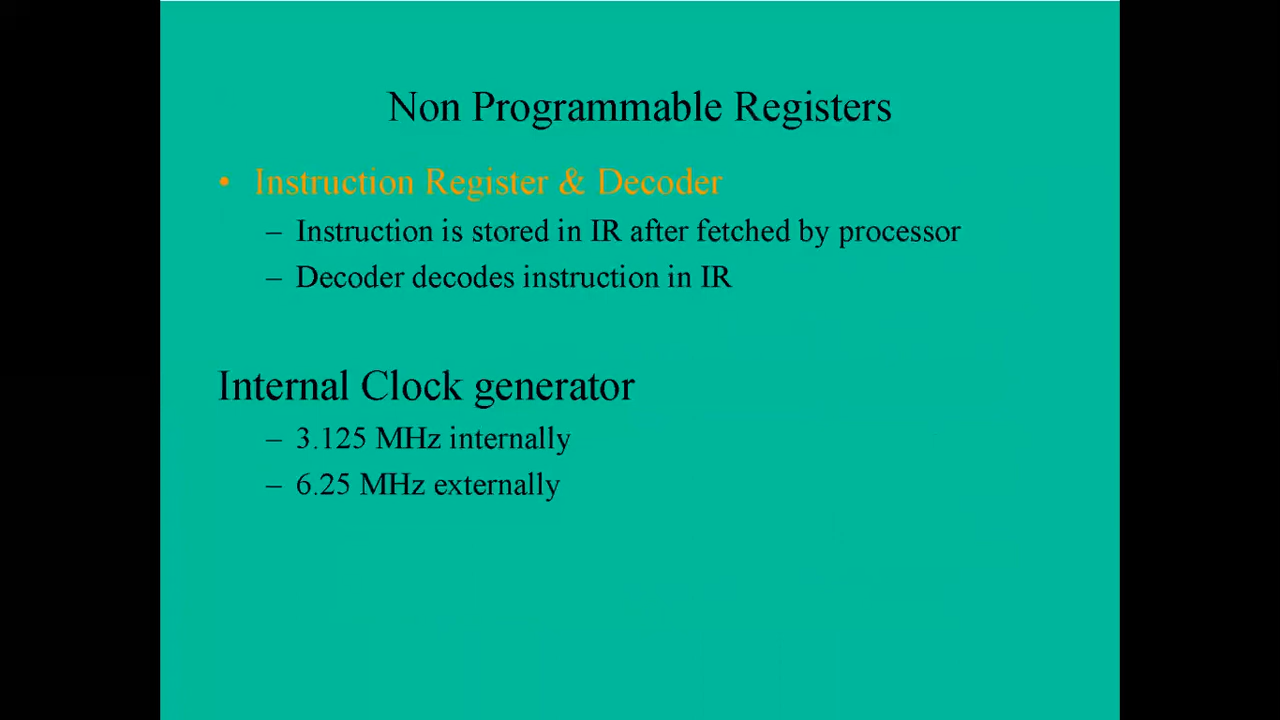 Non Programmable Registers
• Instruction Register & Decoder
– Instruction is stored in IR after fetched by processor
– Decoder decodes instruction in IR
Internal Clock generator
– 3.125 MHz internally
– 6.25 MHz externally